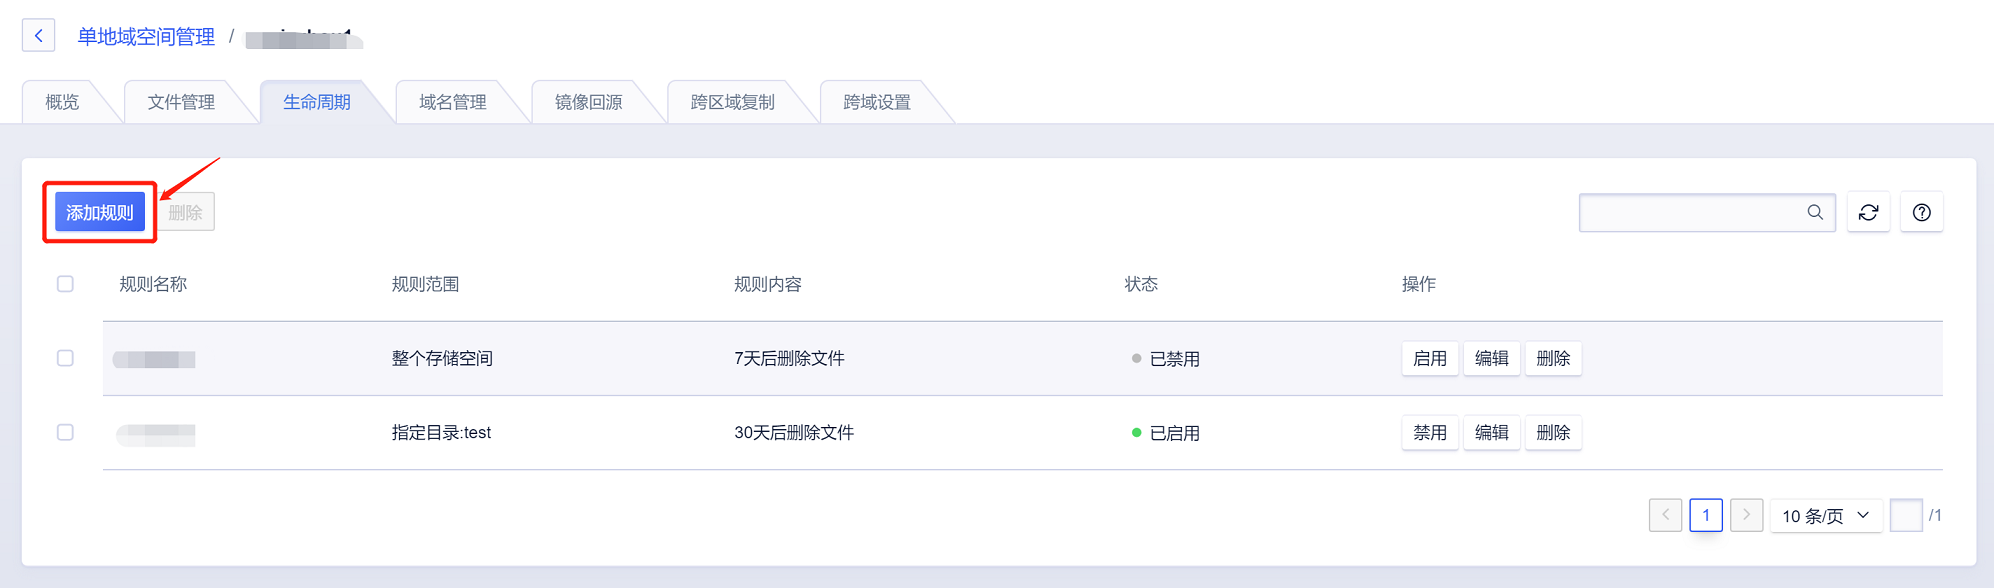 单地域空间管理 /
概览 文件管理 生命周期 域名管理 镜像回源 跨区域复制 跨域设置
添加规则 删除
规则名称 规则范围 规则内容 状态 操作
整个存储空间 7天后删除文件 已禁用 启用 编辑 删除
指定目录:test 30天后删除文件 已启用 禁用 编辑 删除
1 10 条/页 /1